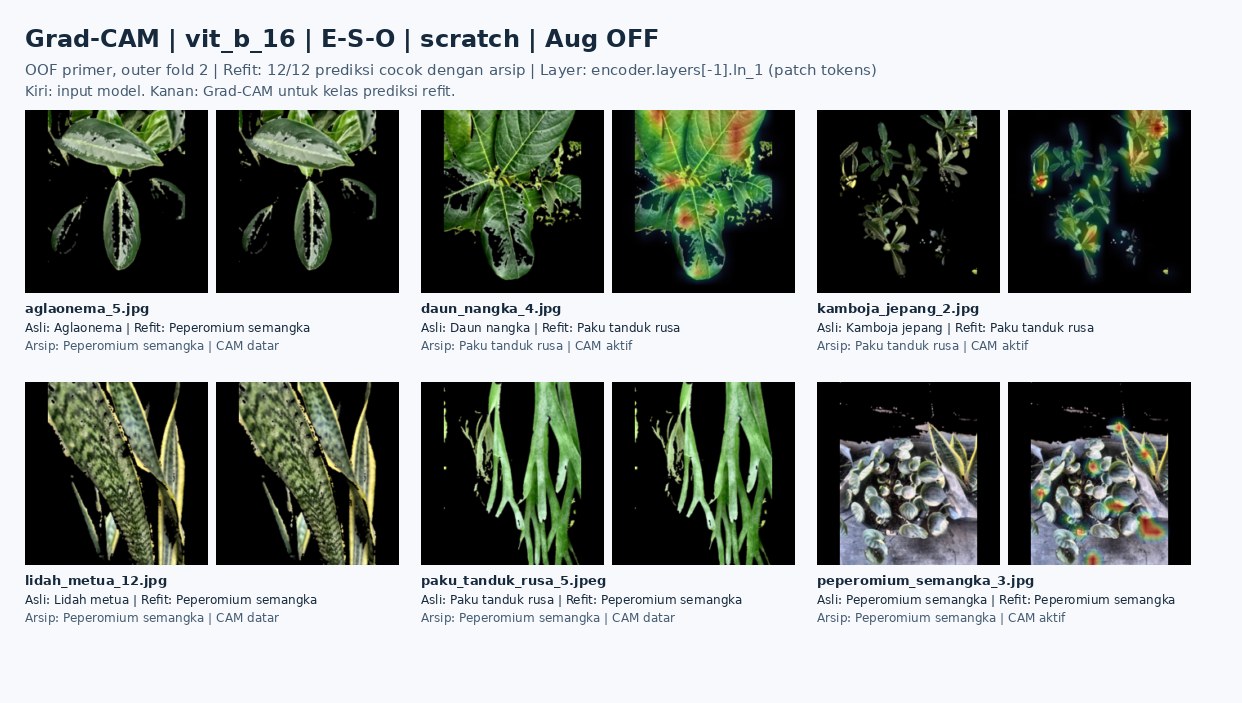 Grad-CAM | vit_b_16 | E-S-O | scratch | Aug OFF
OOF primer, outer fold 2 | Refit: 12/12 prediksi cocok dengan arsip | Layer: encoder.layers[-1].ln_1 (patch tokens)
Kiri: input model. Kanan: Grad-CAM untuk kelas prediksi refit.
aglaonema_5.jpg
Asli: Aglaonema | Refit: Peperomium semangka
Arsip: Peperomium semangka | CAM datar
daun_nangka_4.jpg
Asli: Daun nangka | Refit: Paku tanduk rusa
Arsip: Paku tanduk rusa | CAM aktif
kamboja_jepang_2.jpg
Asli: Kamboja jepang | Refit: Paku tanduk rusa
Arsip: Paku tanduk rusa | CAM aktif
lidah_metua_12.jpg
Asli: Lidah metua | Refit: Peperomium semangka
Arsip: Peperomium semangka | CAM datar
paku_tanduk_rusa_5.jpeg
Asli: Paku tanduk rusa | Refit: Peperomium semangka
Arsip: Peperomium semangka | CAM datar
peperomium_semangka_3.jpg
Asli: Peperomium semangka | Refit: Peperomium semangka
Arsip: Peperomium semangka | CAM aktif